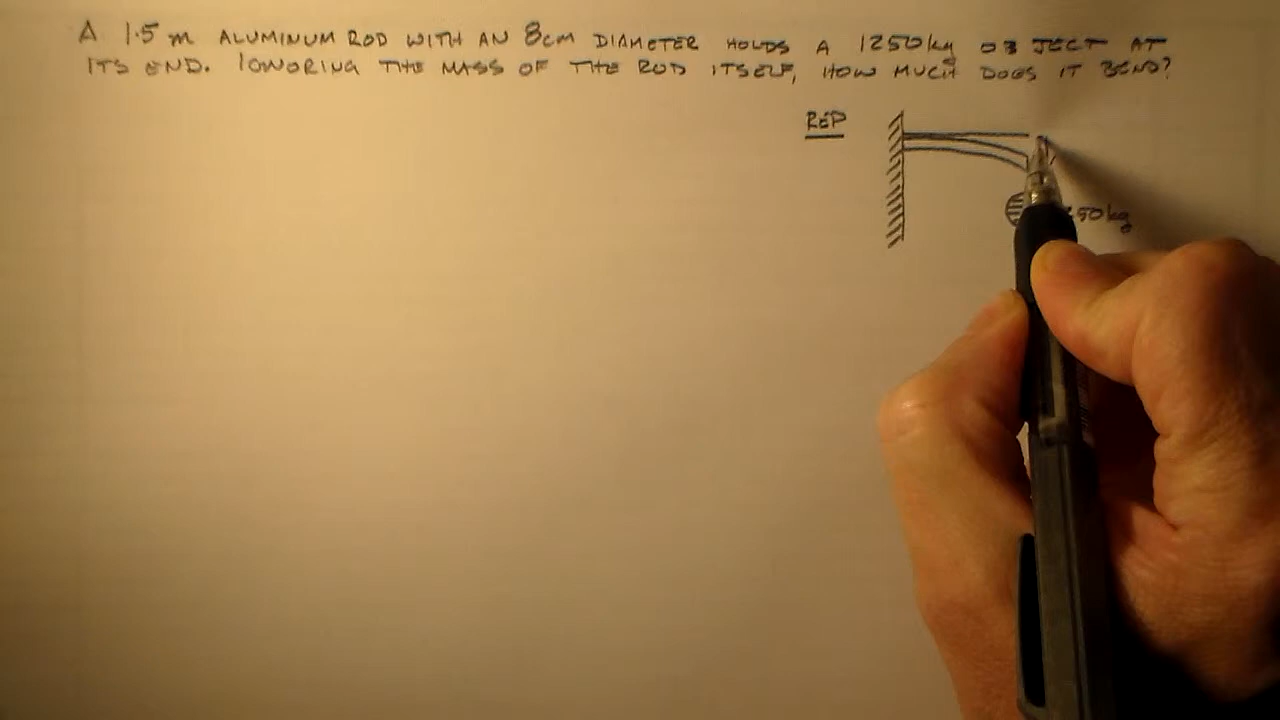 A 1.5 m ALUMINUM ROD WITH AN 8cm DIAMETER HOLDS A 1250kg OBJECT AT
ITS END. IGNORING THE MASS OF THE ROD ITSELF, HOW MUCH DOES IT BEND?
REP
50kg